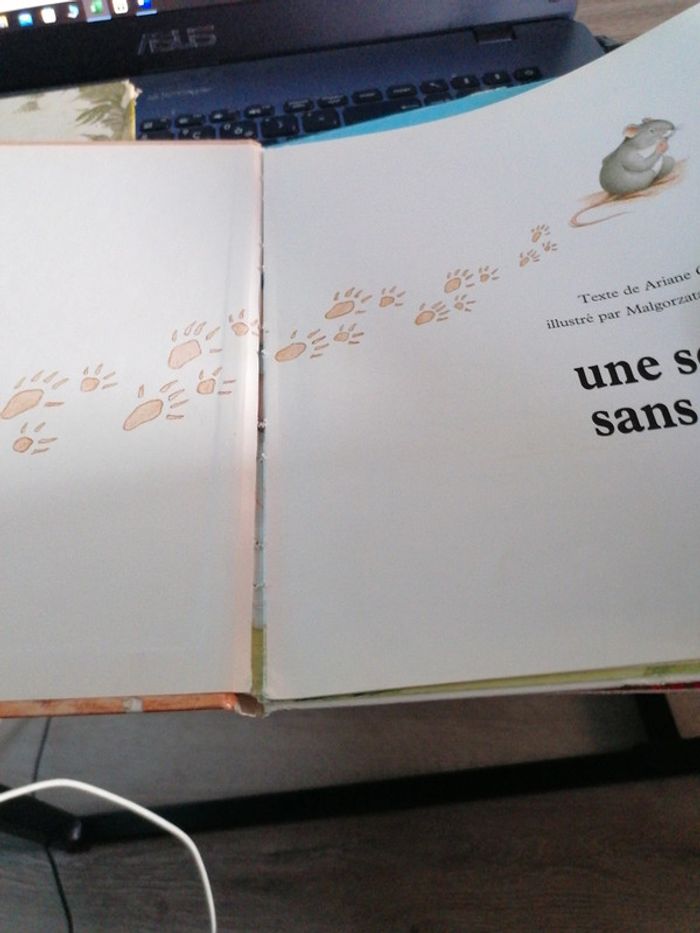 ASUS
Texte de Ariane
illustré par Malgorzata
une
sans